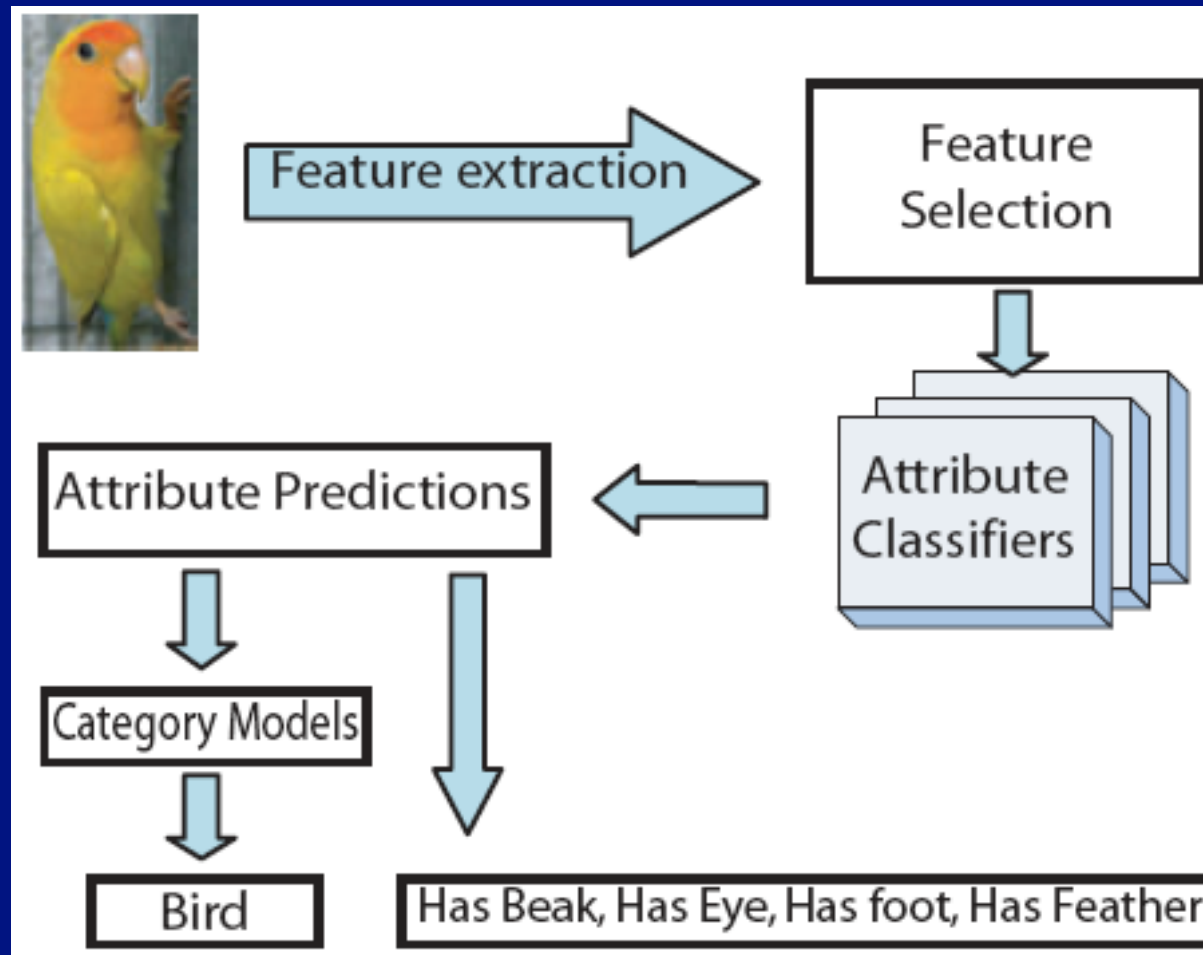 Feature extraction
Feature
Selection
Attribute
Classifiers
Attribute Predictions
Category Models
Bird
Has Beak, Has Eye, Has foot, Has Feather